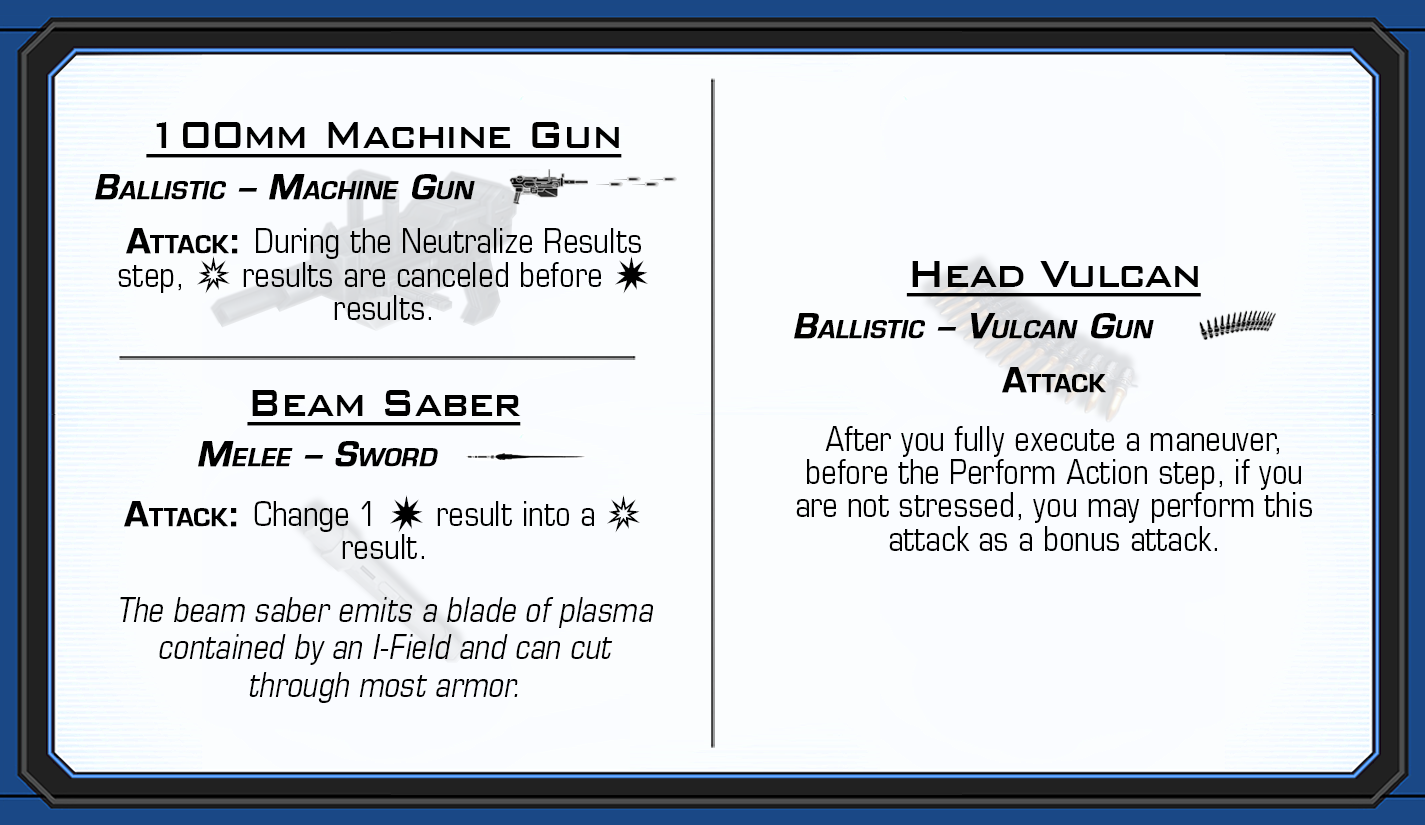 100mm Machine Gun
Ballistic – Machine Gun
Attack: During the Neutralize Results
step, results are canceled before
results.
Beam Saber
Melee – Sword
Attack: Change 1 result into a
result.
The beam saber emits a blade of plasma
contained by an I-Field and can cut
through most armor.
Head Vulcan
Ballistic – Vulcan Gun
Attack
After you fully execute a maneuver,
before the Perform Action step, if you
are not stressed, you may perform this
attack as a bonus attack.